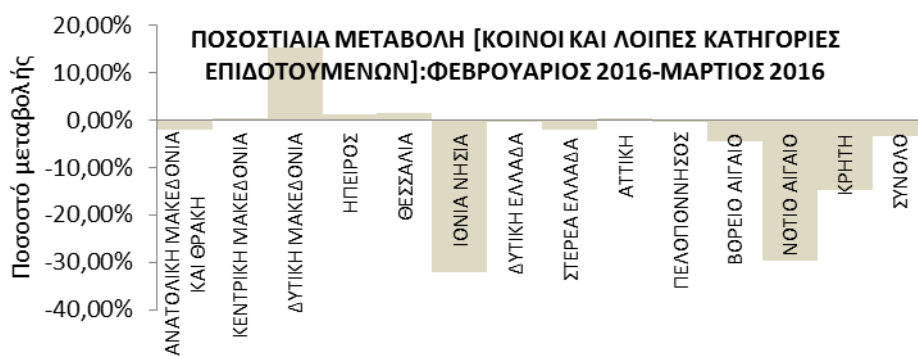 ΠΟΣΟΣΤΙΑΙΑ ΜΕΤΑΒΟΛΗ [ΚΟΙΝΟΙ ΚΑΙ ΛΟΙΠΕΣ ΚΑΤΗΓΟΡΙΕΣ
ΕΠΙΔΟΤΟΥΜΕΝΩΝ]:ΦΕΒΡΟΥΑΡΙΟΣ 2016-ΜΑΡΤΙΟΣ 2016
Ποσοστό μεταβολής
20,00%
10,00%
0,00%
-10,00%
-20,00%
-30,00%
-40,00%
ΑΝΑΤΟΛΙΚΗ ΜΑΚΕΔΟΝΙΑ
ΚΑΙ ΘΡΑΚΗ
ΚΕΝΤΡΙΚΗ ΜΑΚΕΔΟΝΙΑ
ΔΥΤΙΚΗ ΜΑΚΕΔΟΝΙΑ
ΗΠΕΙΡΟΣ
ΘΕΣΣΑΛΙΑ
ΙΟΝΙΑ ΝΗΣΙΑ
ΔΥΤΙΚΗ ΕΛΛΑΔΑ
ΣΤΕΡΕΑ ΕΛΛΑΔΑ
ΑΤΤΙΚΗ
ΠΕΛΟΠΟΝΝΗΣΟΣ
ΒΟΡΕΙΟ ΑΙΓΑΙΟ
ΝΟΤΙΟ ΑΙΓΑΙΟ
ΚΡΗΤΗ
ΣΥΝΟΛΟ